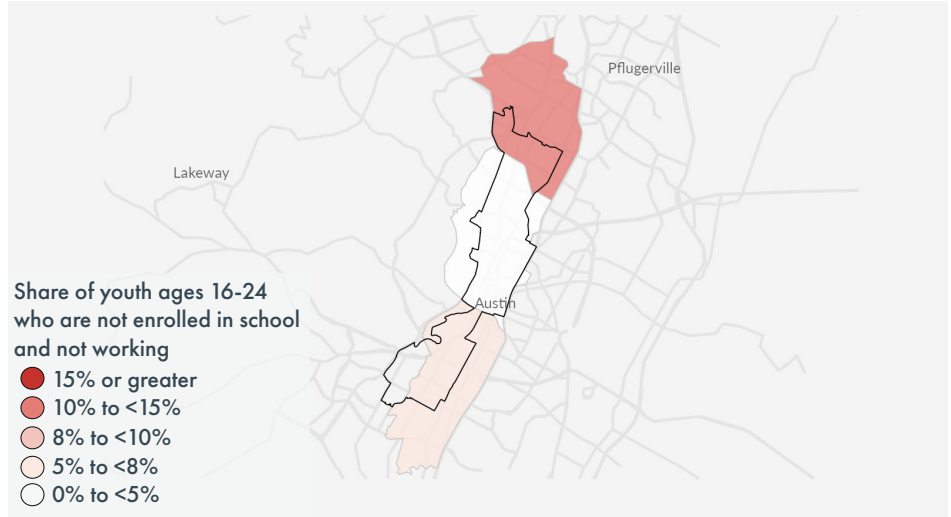 Pflugerville
Lakeway
Austin
Share of youth ages 16-24
who are not enrolled in school
and not working
15% or greater
10% to <15%
8% to <10%
5% to <8%
0% to <5%